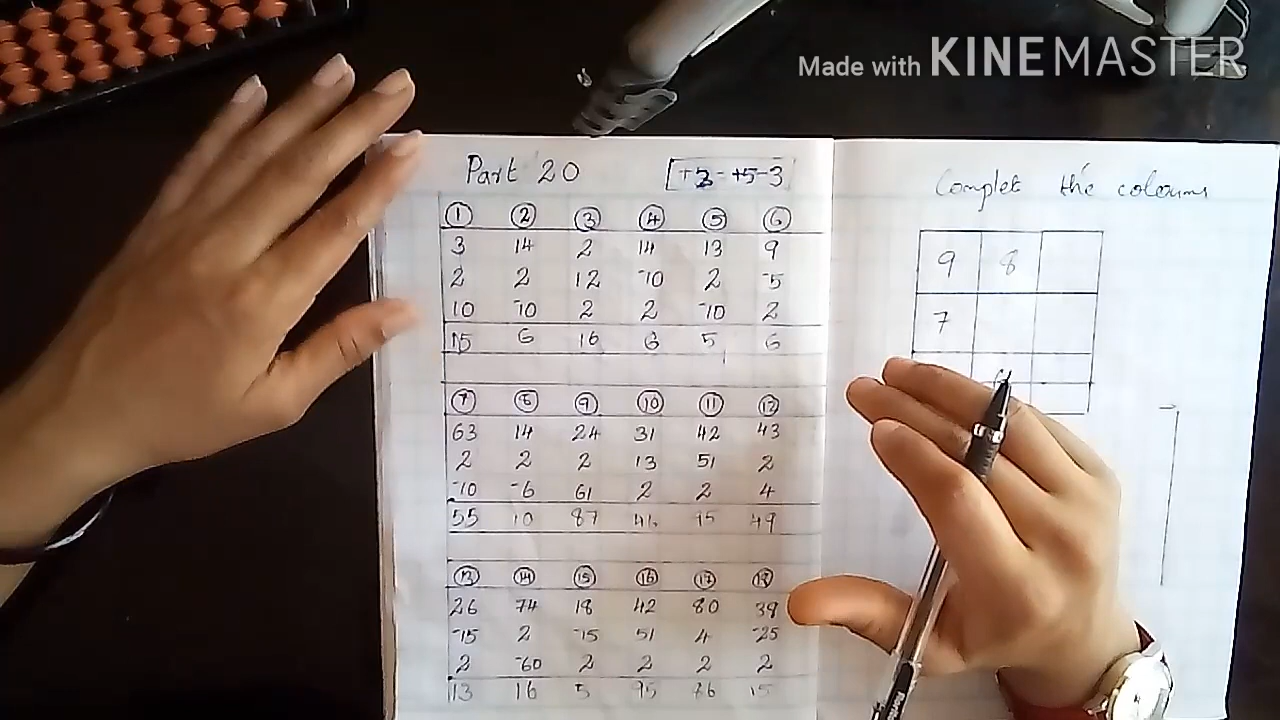 Made with KINEMASTER
Part 20 [+2 = +5-3]
Complet the colours
1 2 3 4 5 6
3 14 2 14 13 9
2 2 12 -10 2 -5
10 -10 2 2 -10 2
15 6 16 6 5 6
9 8
7
7 8 9 10 11 12
63 14 24 31 42 43
2 2 2 13 51 2
-10 -6 61 2 2 4
55 10 87 46 95 49
13 14 15 16 17 18
26 74 18 42 80 38
-15 2 -15 51 4 -25
2 -60 2 2 2 2
13 16 5 95 86 15